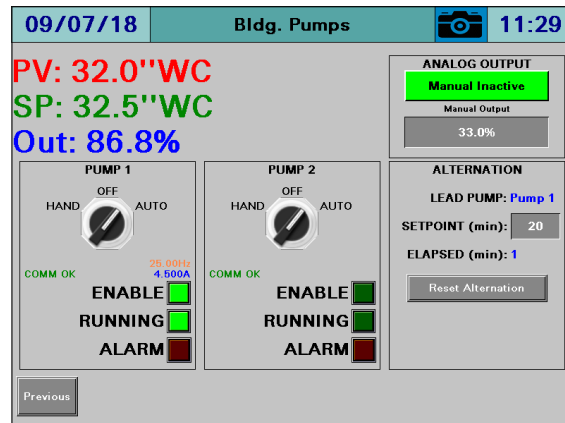 09/07/18
Bldg. Pumps
11:29
PV: 32.0''WC
SP: 32.5''WC
Out: 86.8%
ANALOG OUTPUT
Manual Inactive
Manual Output
33.0%
PUMP 1
OFF
HAND
AUTO
25.00Hz
COMM OK
4.500A
ENABLE
RUNNING
ALARM
PUMP 2
OFF
HAND
AUTO
COMM OK
ENABLE
RUNNING
ALARM
ALTERNATION
LEAD PUMP: Pump 1
SETPOINT (min): 20
ELAPSED (min): 1
Reset Alternation
Previous